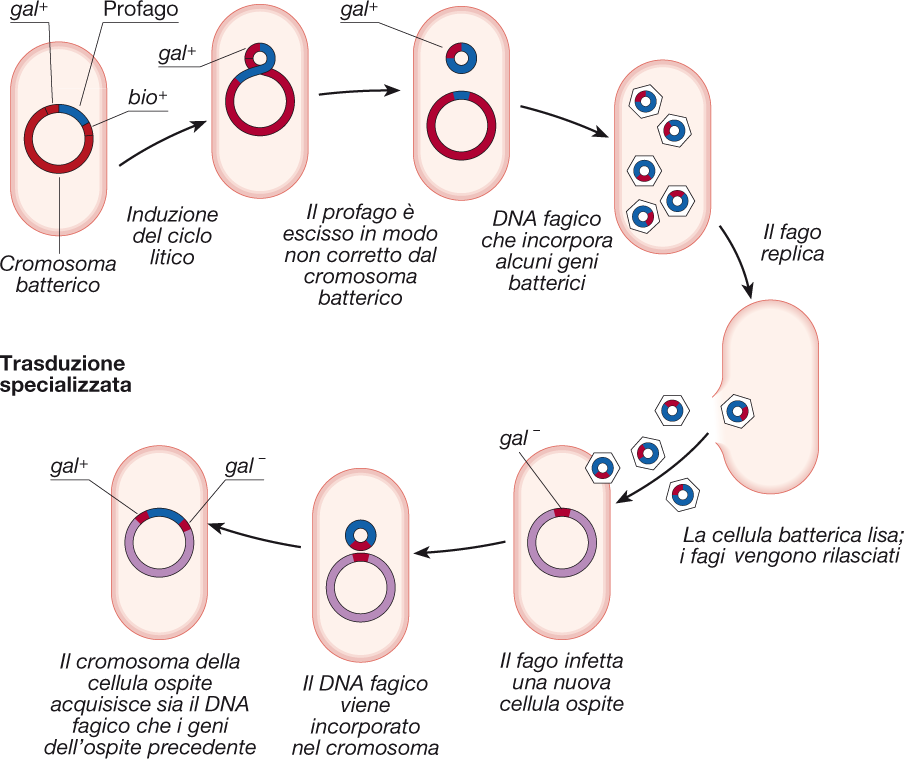 gal+
Profago
bio+
Cromosoma
batterico
gal+
Induzione
del ciclo
litico
gal+
Il profago è
escisso in modo
non corretto dal
cromosoma
batterico
DNA fagico
che incorpora
alcuni geni
batterici
Il fago
replica
Trasduzione
specializzata
La cellula batterica lisa;
i fagi vengono rilasciati
gal–
Il fago infetta
una nuova
cellula ospite
Il DNA fagico
viene
incorporato
nel cromosoma
gal+
gal–
Il cromosoma della
cellula ospite
acquisisce sia il DNA
fagico che i geni
dell'ospite precedente